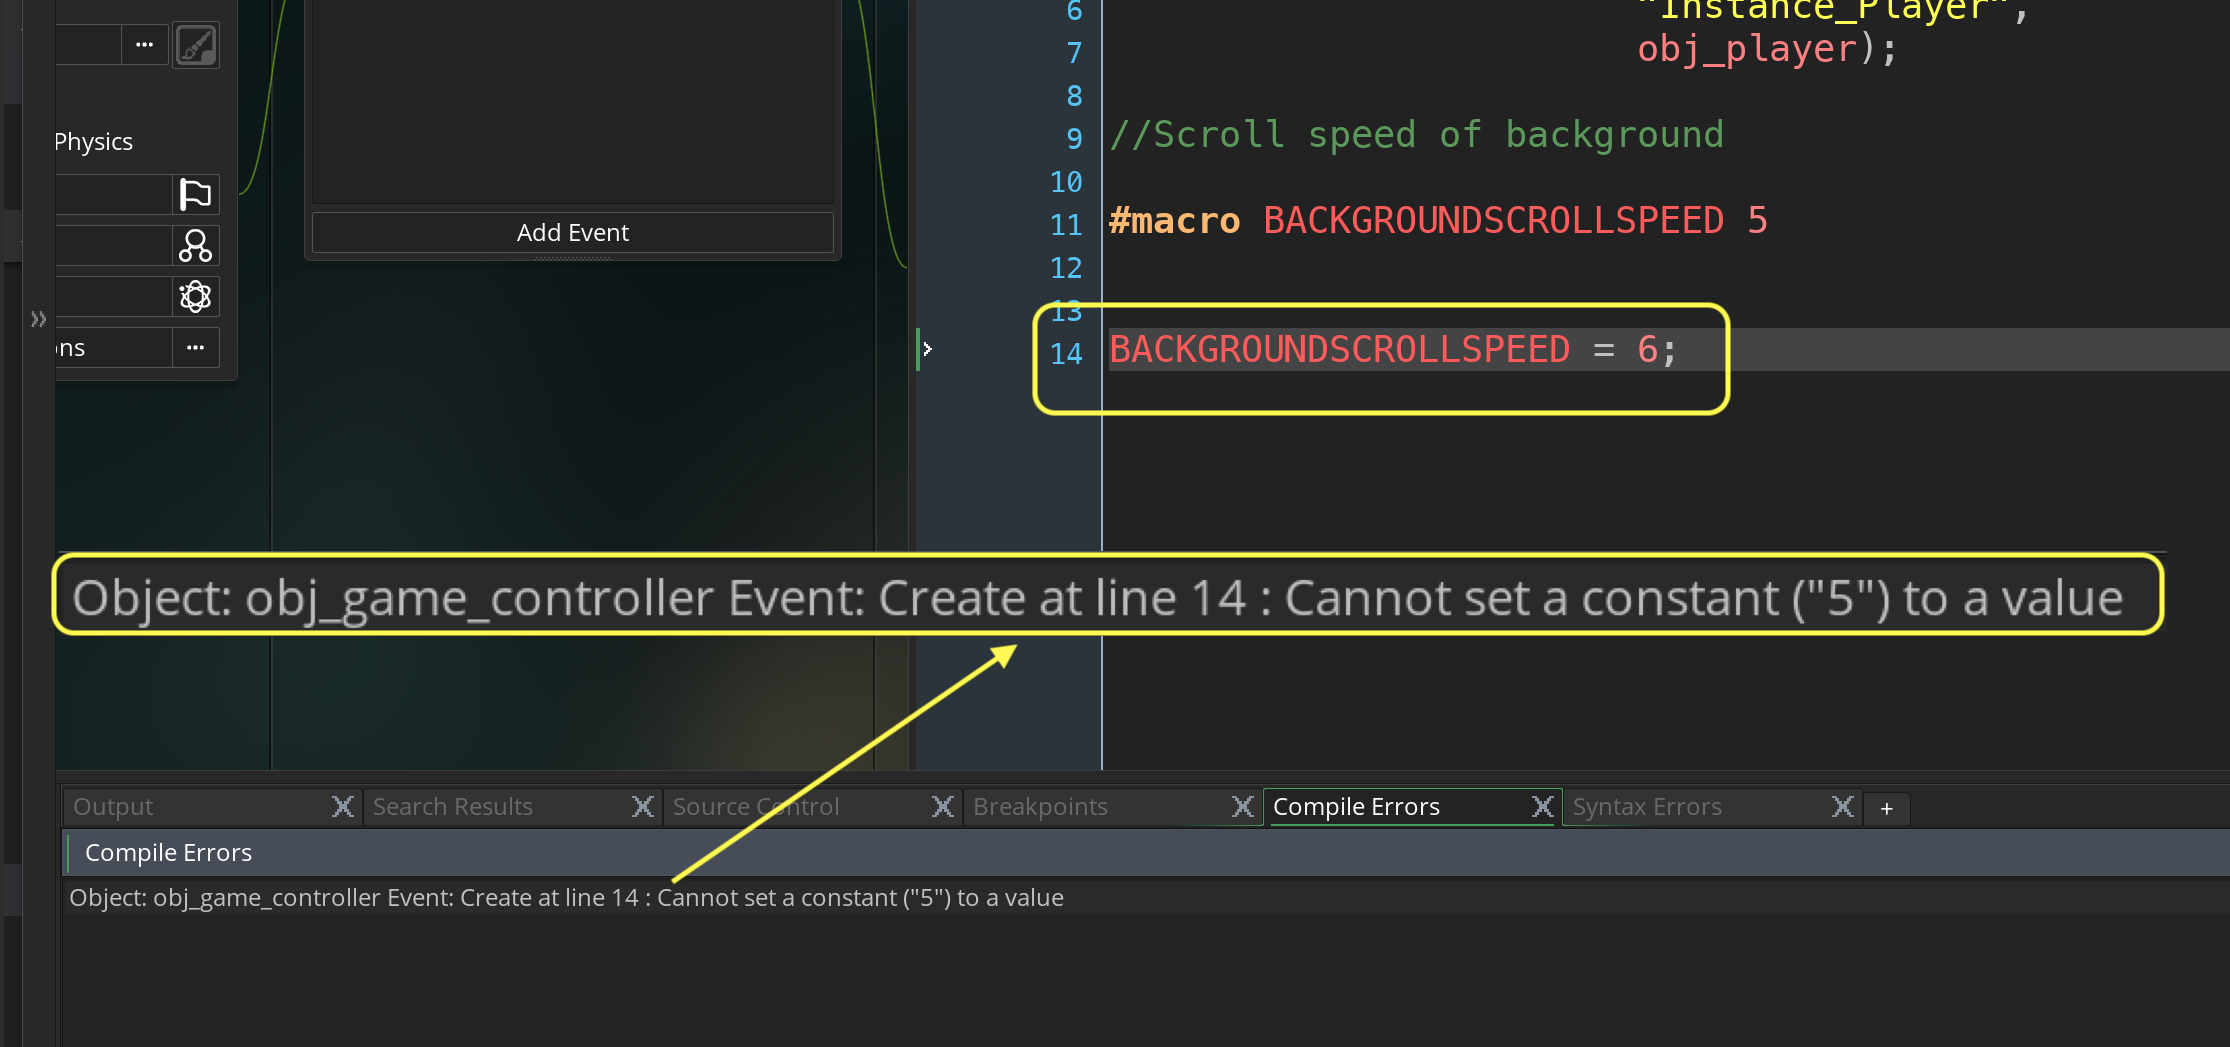 6 "Instance_Player",
7 obj_player);
8
9 //Scroll speed of background
10
11 #macro BACKGROUNDSCROLLSPEED 5
12
13
14 BACKGROUNDSCROLLSPEED = 6;
Physics
ons
Add Event
Object: obj_game_controller Event: Create at line 14 : Cannot set a constant ("5") to a value
Output Search Results Source Control Breakpoints Compile Errors Syntax Errors +
Compile Errors
Object: obj_game_controller Event: Create at line 14 : Cannot set a constant ("5") to a value